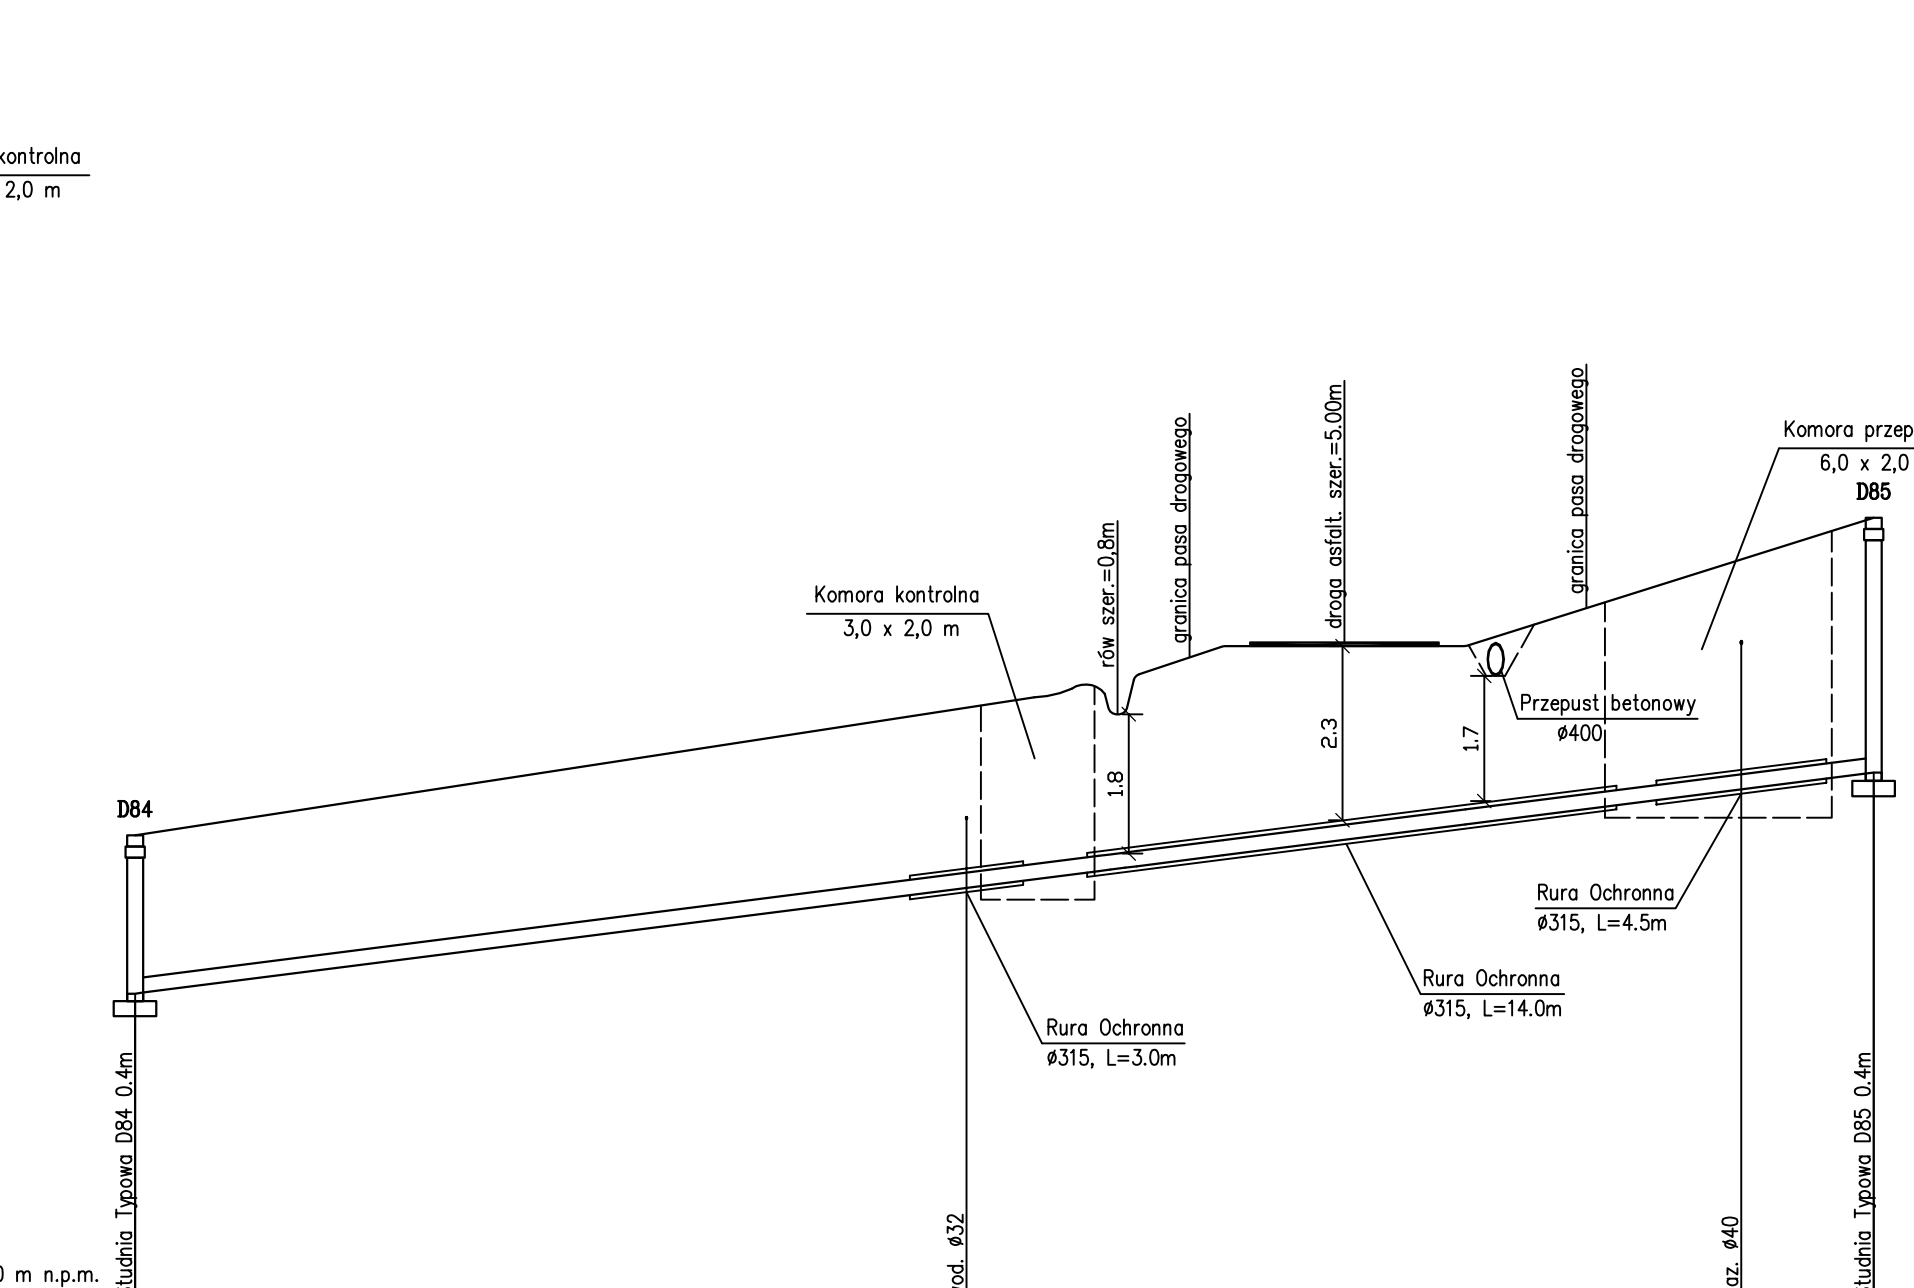 kontrolna
2,0 m
granica pasa drogowego
droga asfalt. szer.=5.00m
granica pasa drogowego
Komora przep
6,0 x 2,0
D85
rów szer.=0,8m
Komora kontrolna
3,0 x 2,0 m
Przepust betonowy
ø400
2.3
1.7
1.8
D84
Rura Ochronna
ø315, L=4.5m
Rura Ochronna
ø315, L=14.0m
Rura Ochronna
ø315, L=3.0m
tudnia Typowa D84 0.4m
tudnia Typowa D85 0.4m
od. ø32
az. ø40
0 m n.p.m.